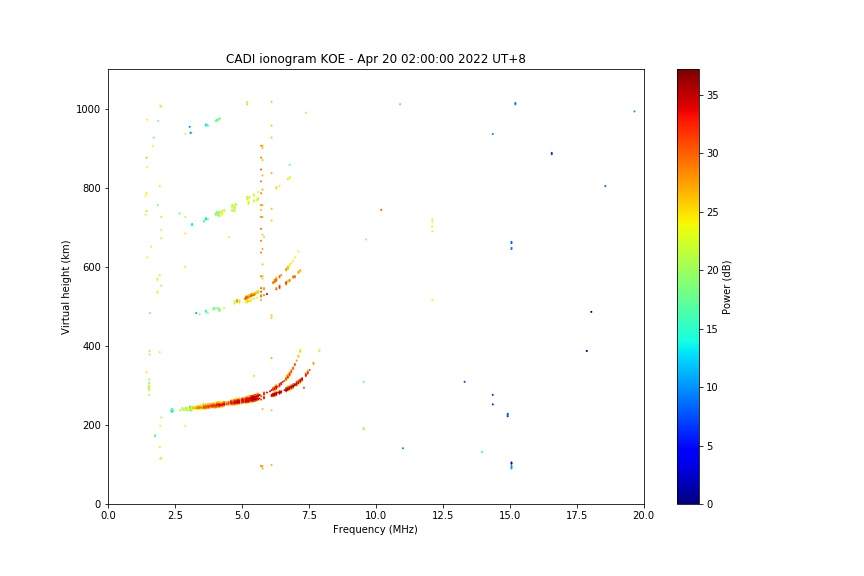 CADI ionogram KOE - Apr 20 02:00:00 2022 UT+8
Virtual height (km)
1000
800
600
400
200
0
0.0 2.5 5.0 7.5 10.0 12.5 15.0 17.5 20.0
Frequency (MHz)
35
30
25
20
15
10
5
0
Power (dB)